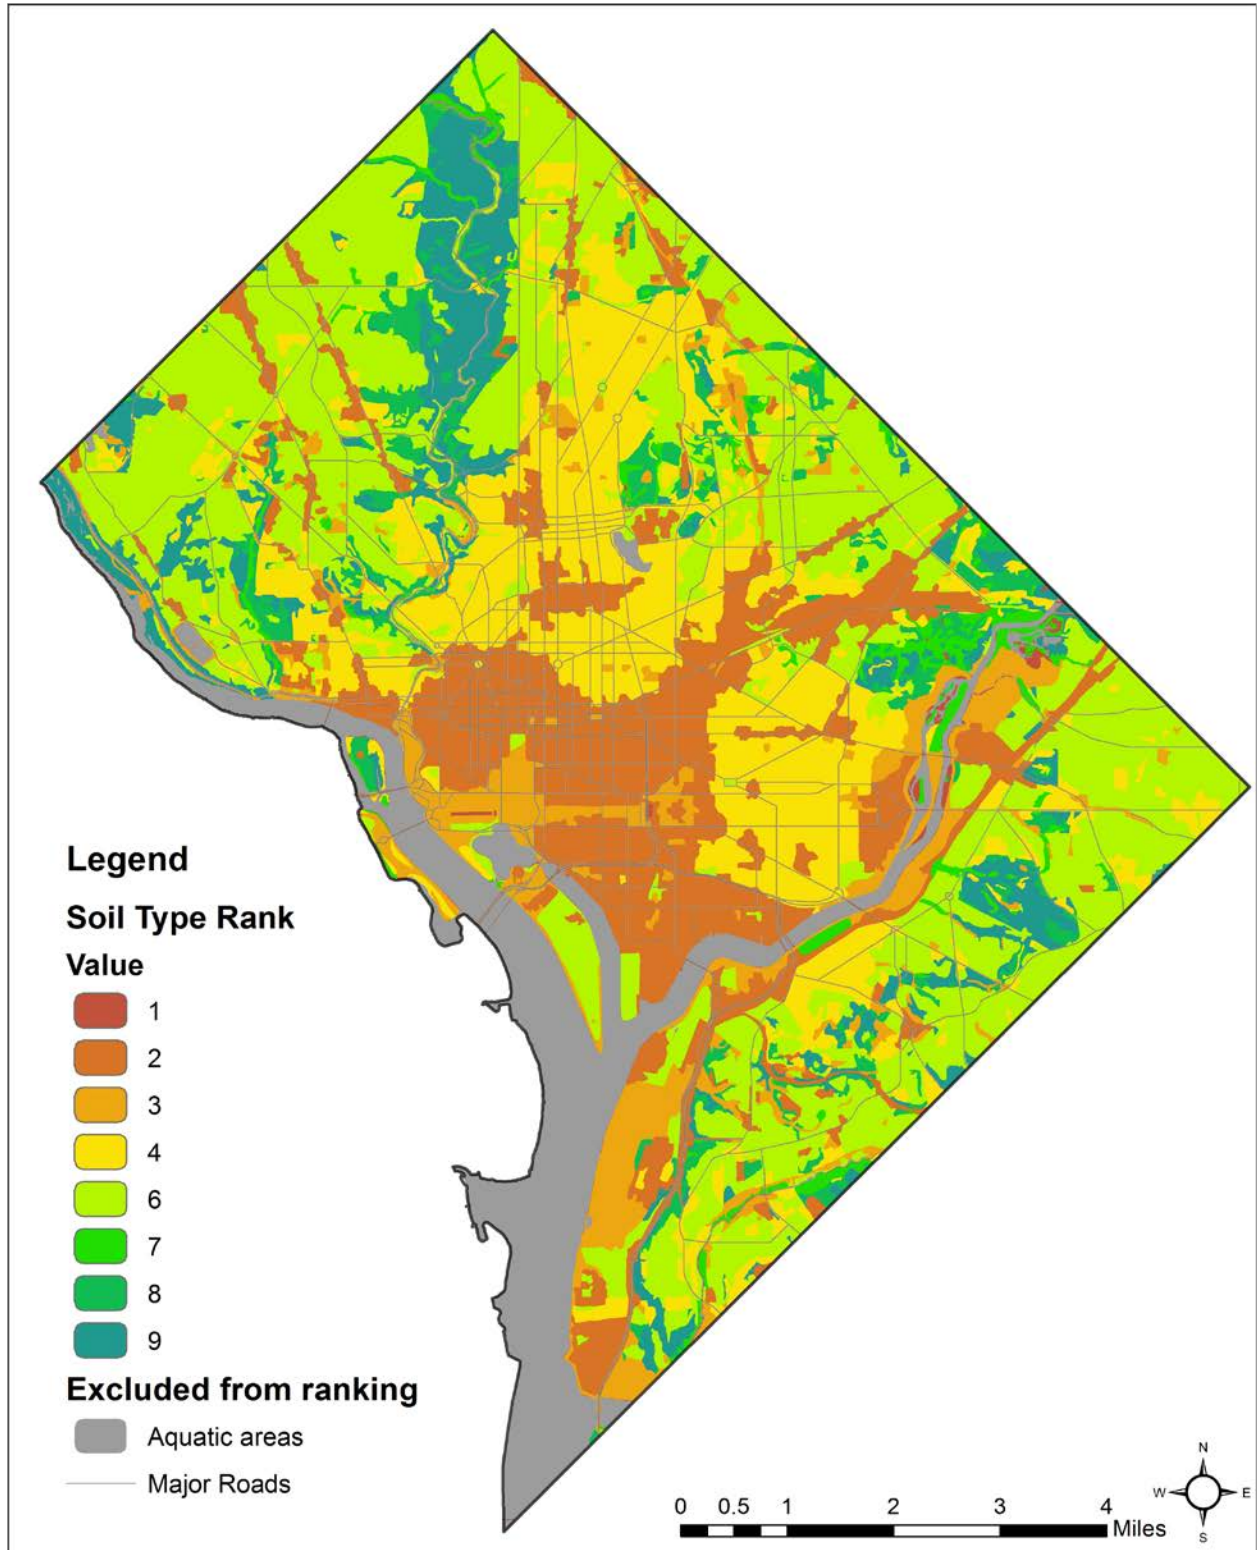 Legend
Soil Type Rank
Value
1
2
3
4
6
7
8
9
Excluded from ranking
Aquatic areas
Major Roads
0 0.5 1 2 3 4
Miles
N
W E
S